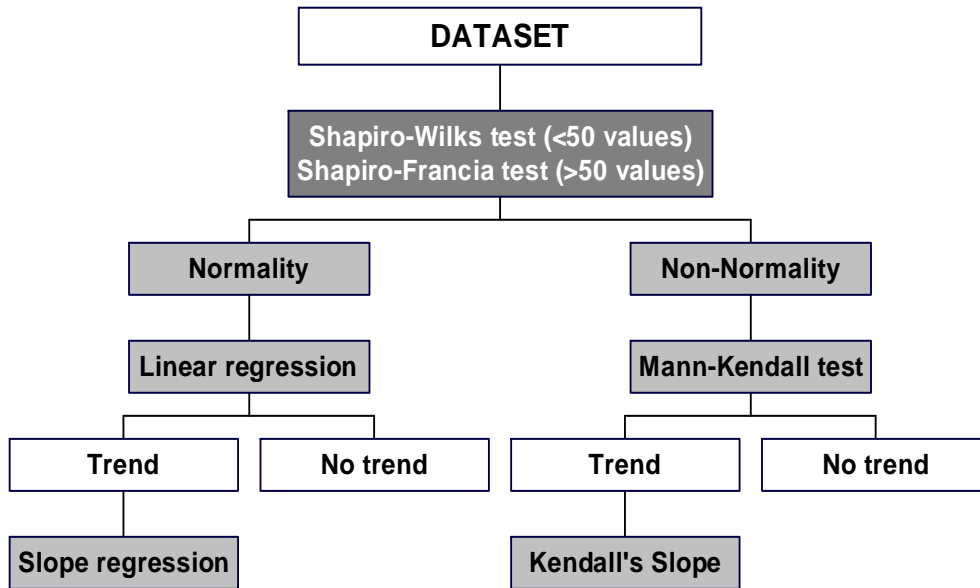 DATASET
Shapiro-Wilks test (<50 values)
Shapiro-Francia test (>50 values)
Normality
Non-Normality
Linear regression
Mann-Kendall test
Trend
No trend
Trend
No trend
Slope regression
Kendall's Slope